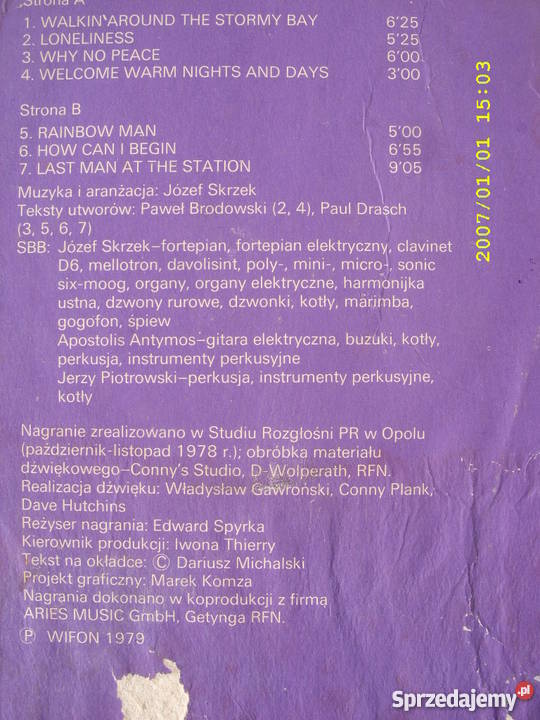 Strona A
1. WALKIN'AROUND THE STORMY BAY 6'25
2. LONELINESS 5'25
3. WHY NO PEACE 6'00
4. WELCOME WARM NIGHTS AND DAYS 3'00
Strona B
5. RAINBOW MAN 5'00
6. HOW CAN I BEGIN 6'55
7. LAST MAN AT THE STATION 9'05
Muzyka i aranżacja: Józef Skrzek
Teksty utworów: Paweł Brodowski (2, 4), Paul Drasch
(3, 5, 6, 7)
SBB: Józef Skrzek–fortepian, fortepian elektryczny, clavinet
D6, mellotron, davolisint, poly-, mini-, micro-, sonic
six-moog, organy, organy elektryczne, harmonijka
ustna, dzwony rurowe, dzwonki, kotły, marimba,
gogofon, śpiew
Apostolis Antymos–gitara elektryczna, buzuki, kotły,
perkusja, instrumenty perkusyjne
Jerzy Piotrowski–perkusja, instrumenty perkusyjne,
kotły
Nagranie zrealizowano w Studiu Rozgłośni PR w Opolu
(październik-listopad 1978 r.); obróbka materiału
dźwiękowego–Conny's Studio, D-Wolperath, RFN.
Realizacja dźwięku: Władysław Gawroński, Conny Plank,
Dave Hutchins
Reżyser nagrania: Edward Spyrka
Kierownik produkcji: Iwona Thierry
Tekst na okładce: © Dariusz Michalski
Projekt graficzny: Marek Komza
Nagrania dokonano w koprodukcji z firmą
ARIES MUSIC GmbH, Getynga RFN.
Ⓟ WIFON 1979
2007/01/01 15:03
Sprzedajemy.pl